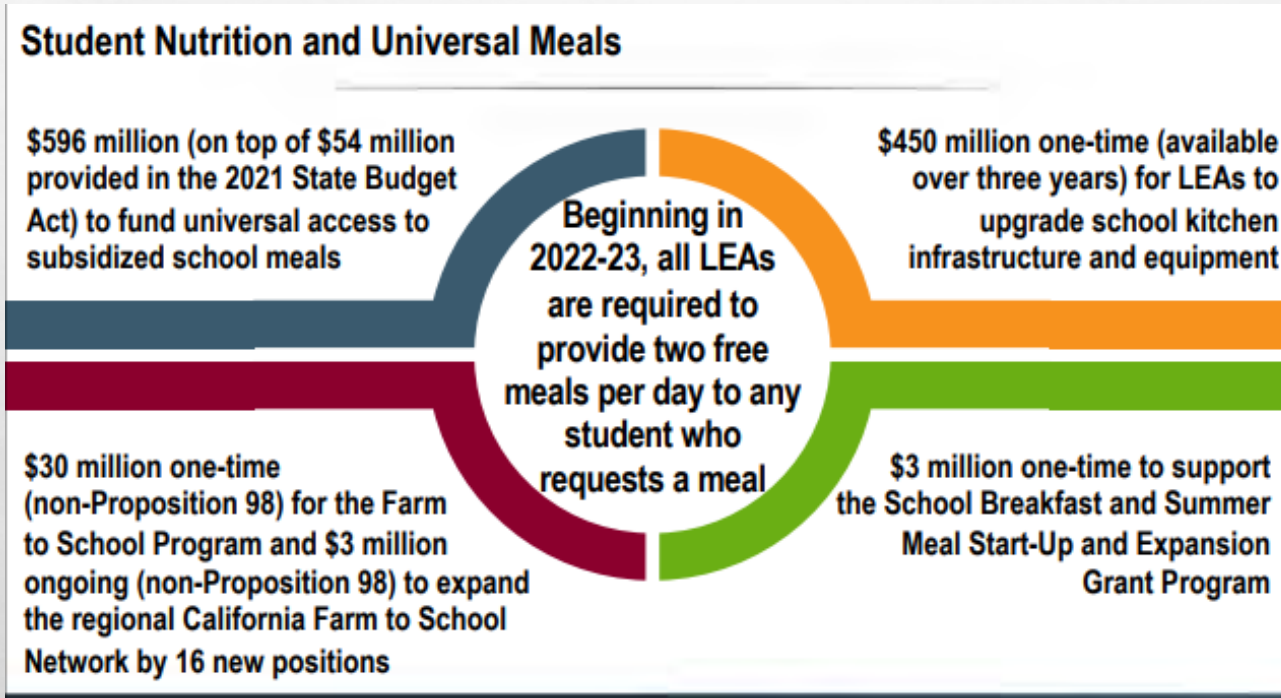 Student Nutrition and Universal Meals
$596 million (on top of $54 million
provided in the 2021 State Budget
Act) to fund universal access to
subsidized school meals
$450 million one-time (available
over three years) for LEAs to
upgrade school kitchen
infrastructure and equipment
Beginning in
2022-23, all LEAs
are required to
provide two free
meals per day to any
student who
requests a meal
$30 million one-time
(non-Proposition 98) for the Farm
to School Program and $3 million
ongoing (non-Proposition 98) to expand
the regional California Farm to School
Network by 16 new positions
$3 million one-time to support
the School Breakfast and Summer
Meal Start-Up and Expansion
Grant Program